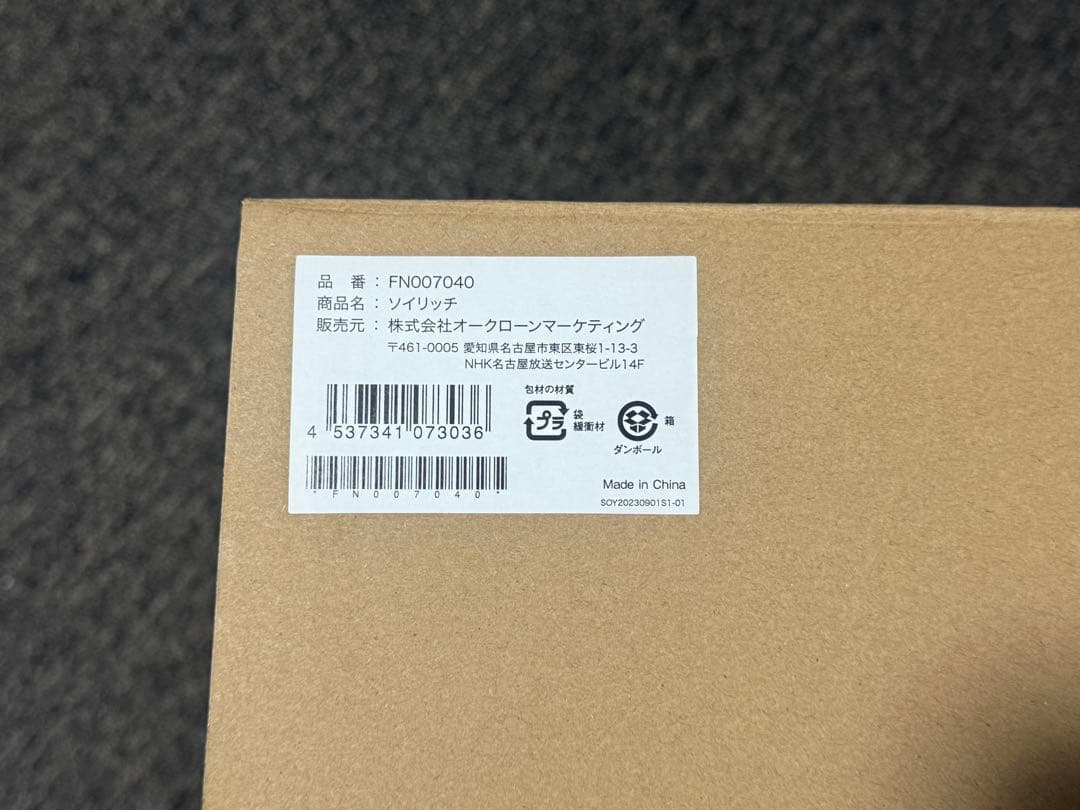 品 番 : FN007040
商品名 : ソイリッチ
販売元 : 株式会社オークローンマーケティング
〒461-0005 愛知県名古屋市東区東桜1-13-3
NHK名古屋放送センタービル14F
包材の材質
プラ
袋
緩衝材
箱
ダンボール
4 537341 073036
*FN007040*
Made in China
SOY20230901S1-01